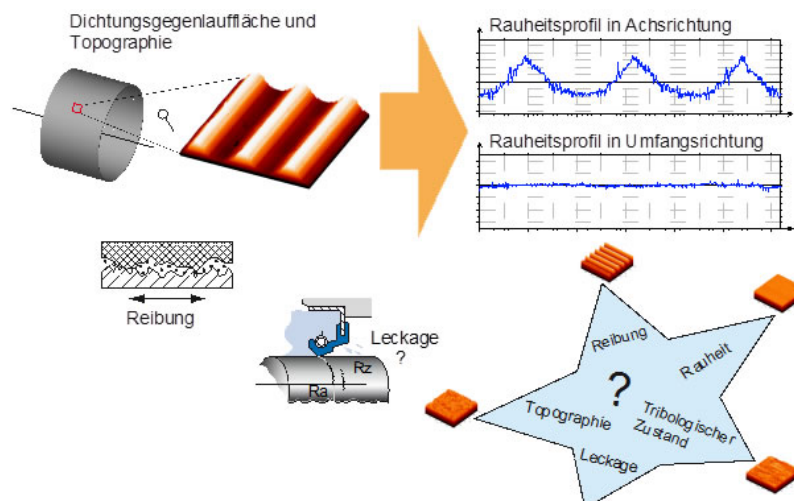 Dichtungsgegenlauffläche und
Topographie
Rauheitsprofil in Achsrichtung
Rauheitsprofil in Umfangsrichtung
Reibung
Leckage
?
Rz
Ra
Reibung
Rauheit
?
Topographie
Tribologischer
Zustand
Leckage